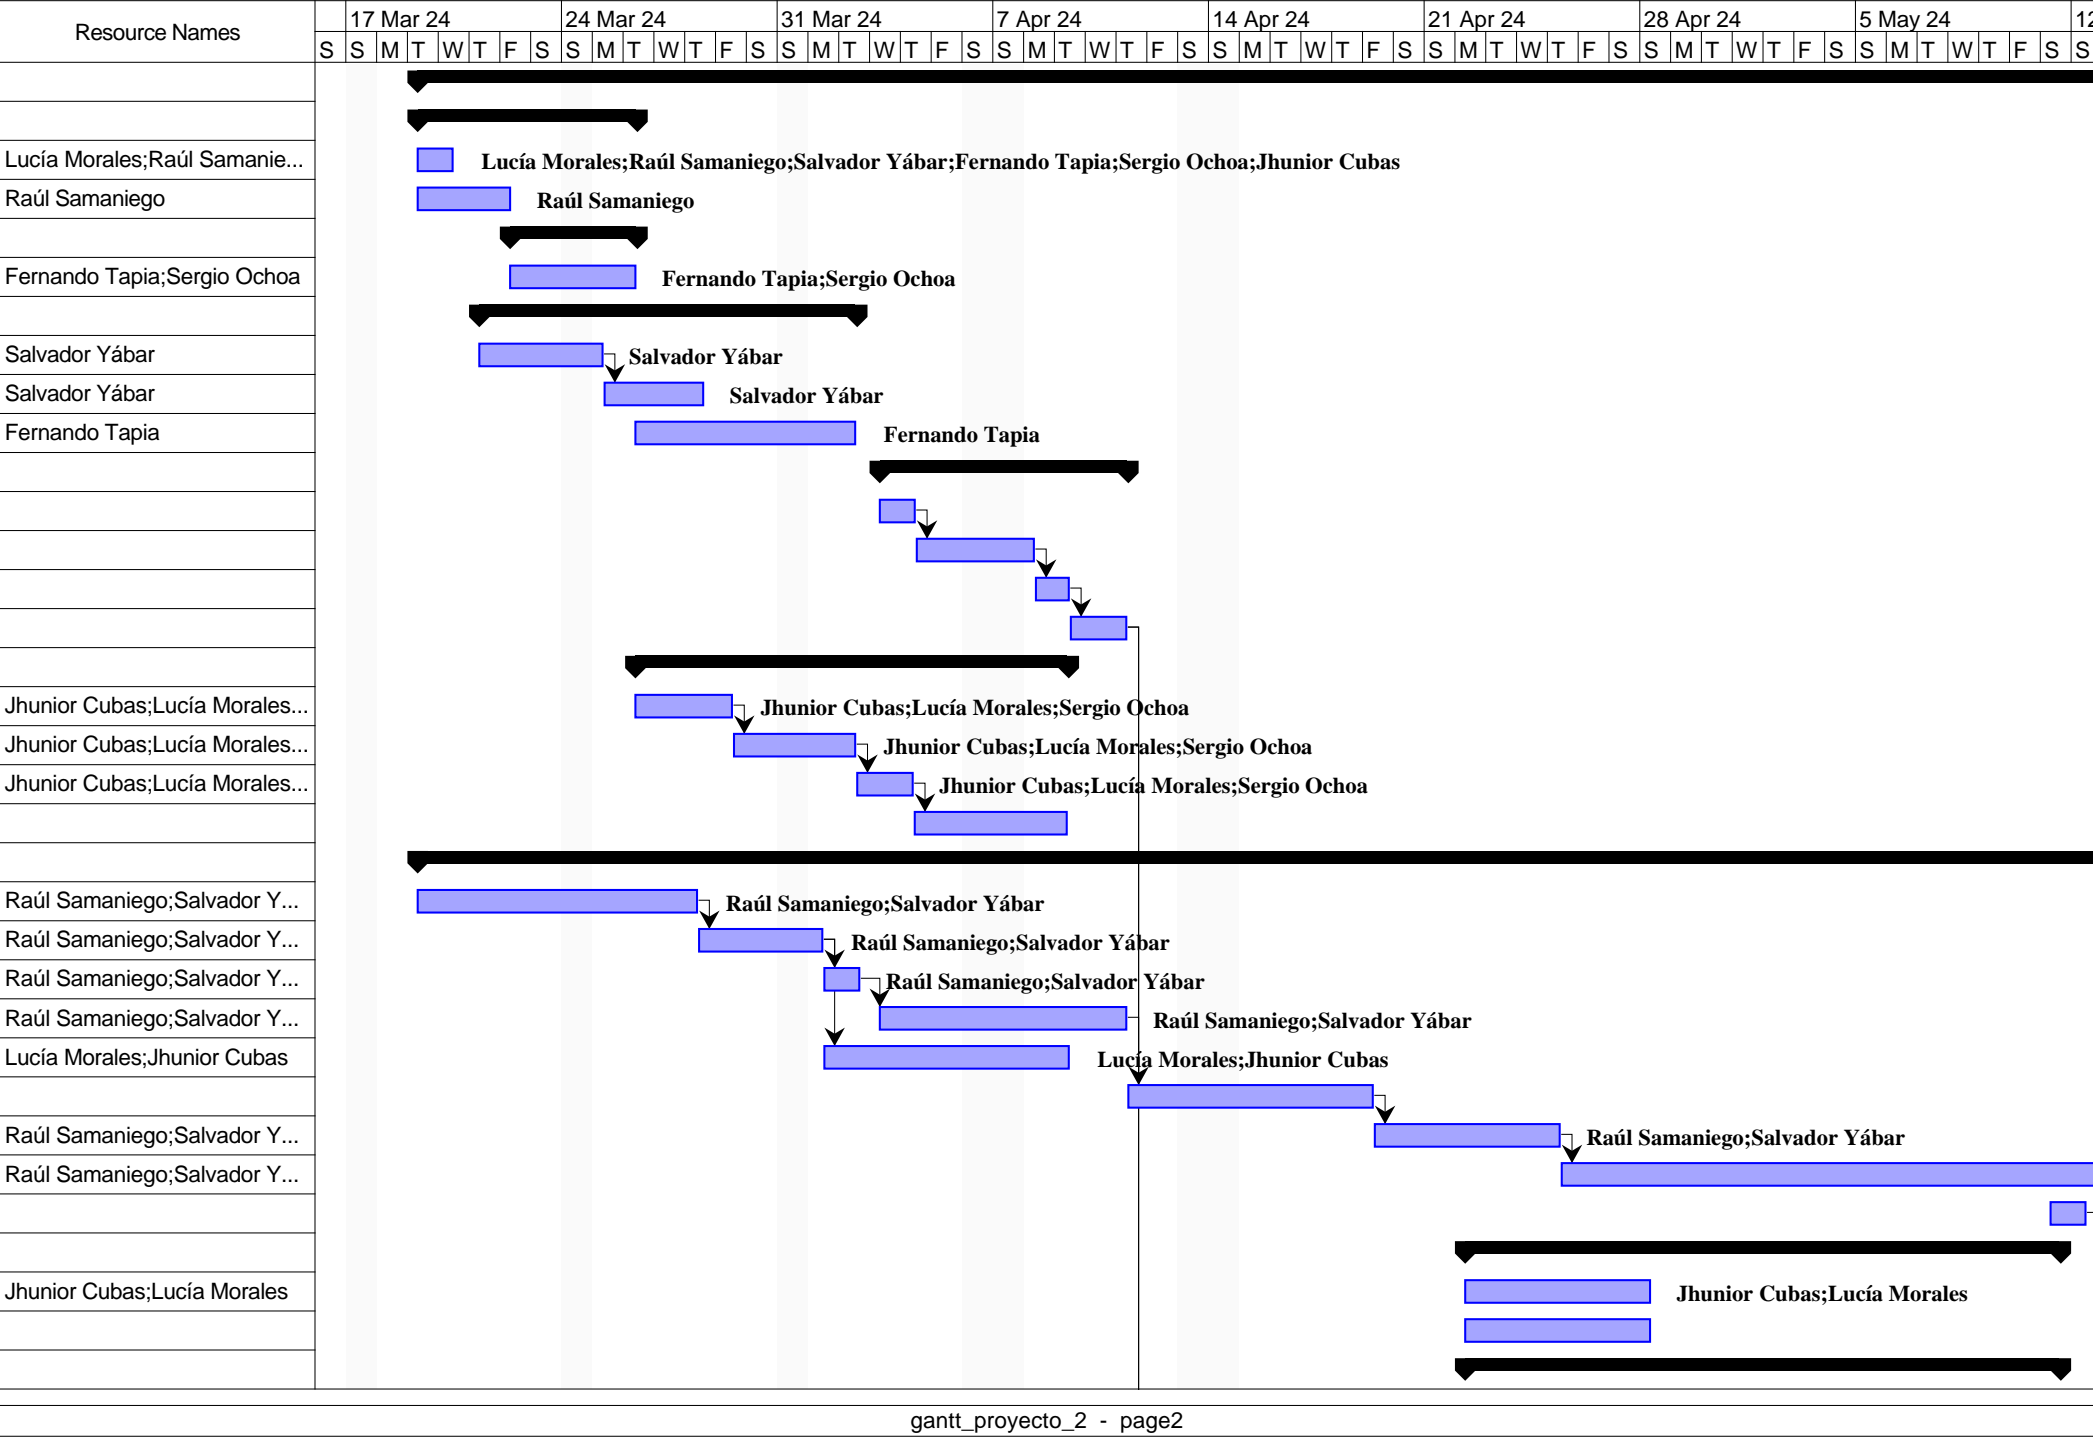 Resource Names
17 Mar 24 24 Mar 24 31 Mar 24 7 Apr 24 14 Apr 24 21 Apr 24 28 Apr 24 5 May 24 12
S S M T W T F S S M T W T F S S M T W T F S S M T W T F S S M T W T F S S M T W T F S S M T W T F S S M T W T F S S
Lucía Morales;Raúl Samanie... Lucía Morales;Raúl Samaniego;Salvador Yábar;Fernando Tapia;Sergio Ochoa;Jhunior Cubas
Raúl Samaniego Raúl Samaniego
Fernando Tapia;Sergio Ochoa Fernando Tapia;Sergio Ochoa
Salvador Yábar Salvador Yábar
Salvador Yábar Salvador Yábar
Fernando Tapia Fernando Tapia
Jhunior Cubas;Lucía Morales... Jhunior Cubas;Lucía Morales;Sergio Ochoa
Jhunior Cubas;Lucía Morales... Jhunior Cubas;Lucía Morales;Sergio Ochoa
Jhunior Cubas;Lucía Morales... Jhunior Cubas;Lucía Morales;Sergio Ochoa
Raúl Samaniego;Salvador Y... Raúl Samaniego;Salvador Yábar
Raúl Samaniego;Salvador Y... Raúl Samaniego;Salvador Yábar
Raúl Samaniego;Salvador Y... Raúl Samaniego;Salvador Yábar
Raúl Samaniego;Salvador Y... Raúl Samaniego;Salvador Yábar
Lucía Morales;Jhunior Cubas Lucía Morales;Jhunior Cubas
Raúl Samaniego;Salvador Y... Raúl Samaniego;Salvador Yábar
Raúl Samaniego;Salvador Y...
Jhunior Cubas;Lucía Morales Jhunior Cubas;Lucía Morales
gantt_proyecto_2 - page2